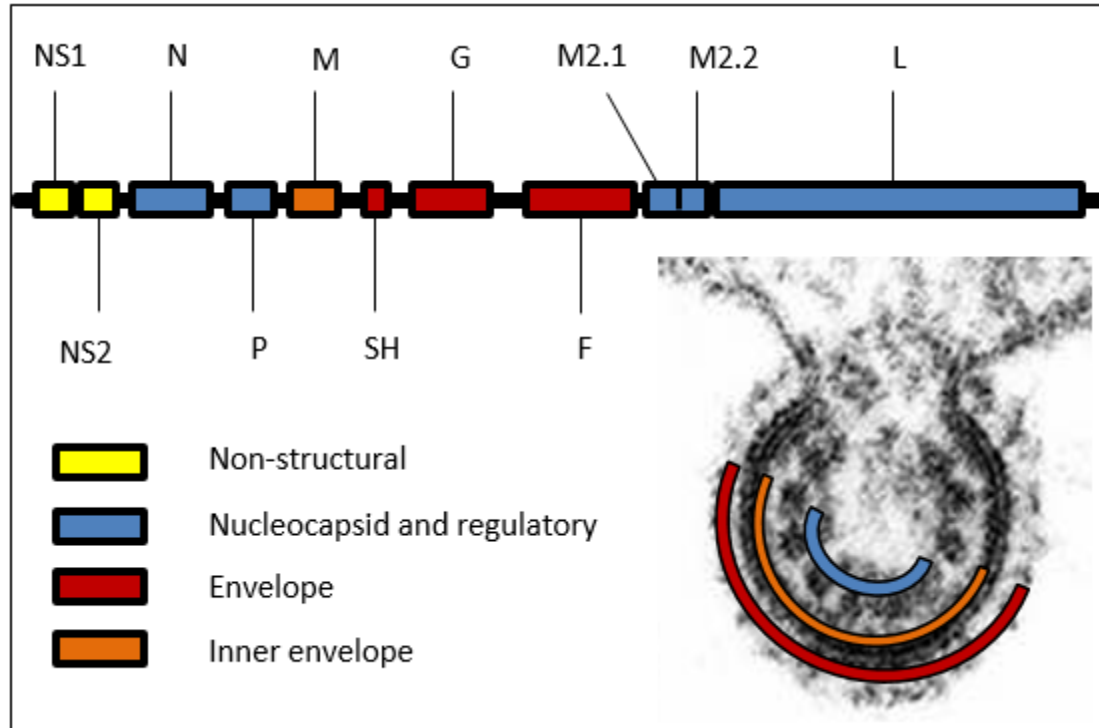 NS1 N M G M2.1 M2.2 L
NS2 P SH F
Non-structural
Nucleocapsid and regulatory
Envelope
Inner envelope